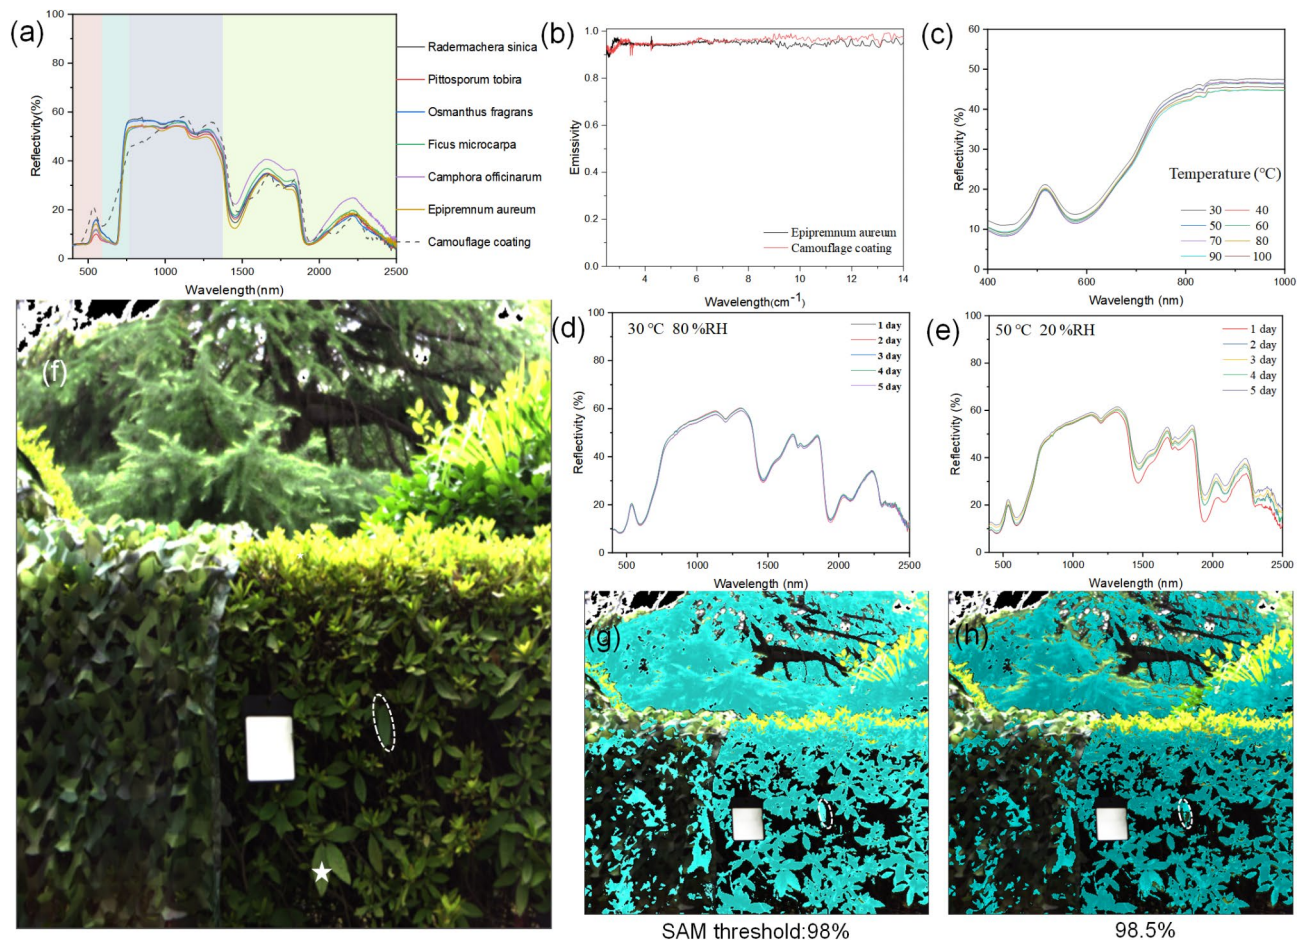 (a)
100
80
60
40
20
0
Reflectivity(%)
500
1000
1500
2000
2500
Wavelength(nm)
Rademachera sinica
Pittosporum tobira
Osmanthus fragrans
Ficus microcarpa
Camphora officinarum
Epipremnum aureum
Camouflage coating
(b)
1.0
0.8
0.6
0.4
0.2
0.0
Emissivity
Epipremnum aureum
Camouflage coating
4
6
8
10
12
14
Wavelength(cm-1)
(c)
60
50
40
30
20
10
0
Reflectivity (%)
Temperature (°C)
30 40
50 60
70 80
90 100
400
600
800
1000
Wavelength (nm)
(d)
30 °C 80 %RH
1 day
2 day
3 day
4 day
5 day
100
80
60
40
20
0
Reflectivity (%)
500
1000
1500
2000
2500
Wavelength (nm)
(e)
50 °C 20 %RH
1 day
2 day
3 day
4 day
5 day
100
80
60
40
20
0
Reflectivity (%)
500
1000
1500
2000
2500
Wavelength (nm)
(f)
(g)
SAM threshold:98%
(h)
98.5%